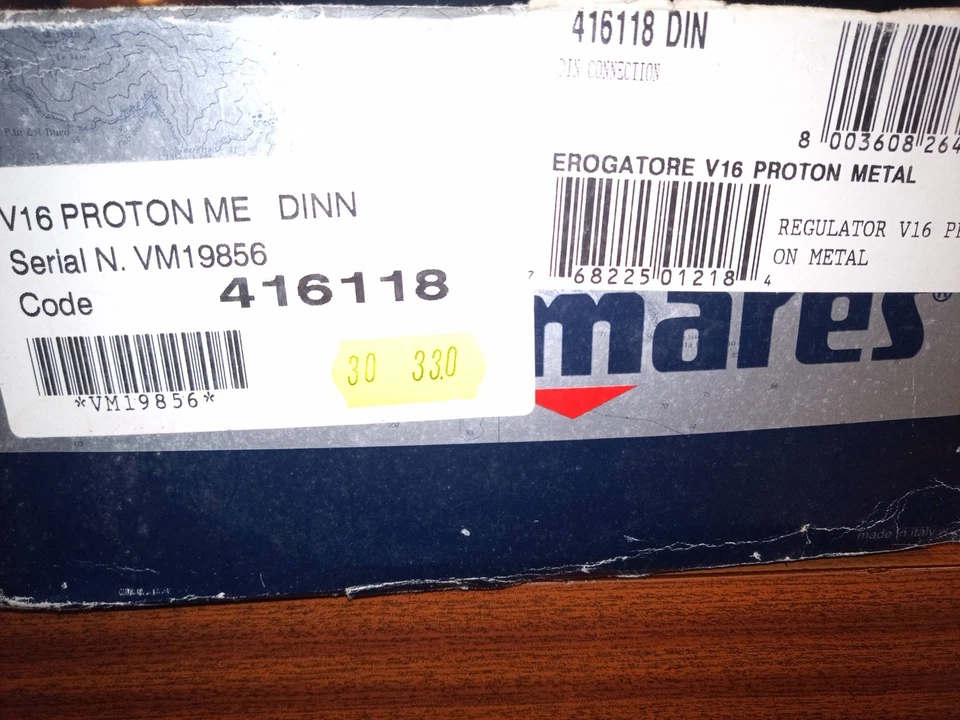 416118 DIN
DIN CONNECTION
8 003608 264
EROGATORE V16 PROTON METAL
REGULATOR V16 P
ON METAL
7 68225 01218 4
V16 PROTON ME DINN
Serial N. VM19856
Code 416118
*VM19856*
30 33.0
mares®
made in italy